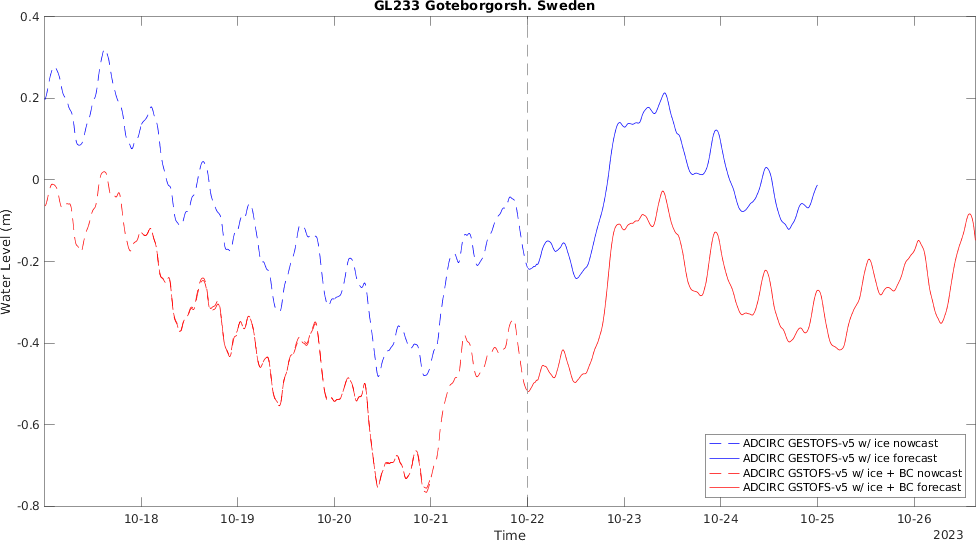 GL233 Goteborgorsh. Sweden
Water Level (m)
0.4
0.2
0
-0.2
-0.4
-0.6
-0.8
ADCIRC GESTOFS-v5 w/ ice nowcast
ADCIRC GESTOFS-v5 w/ ice forecast
ADCIRC GSTOFS-v5 w/ ice + BC nowcast
ADCIRC GSTOFS-v5 w/ ice + BC forecast
10-18 10-19 10-20 10-21 10-22 10-23 10-24 10-25 10-26
Time
2023